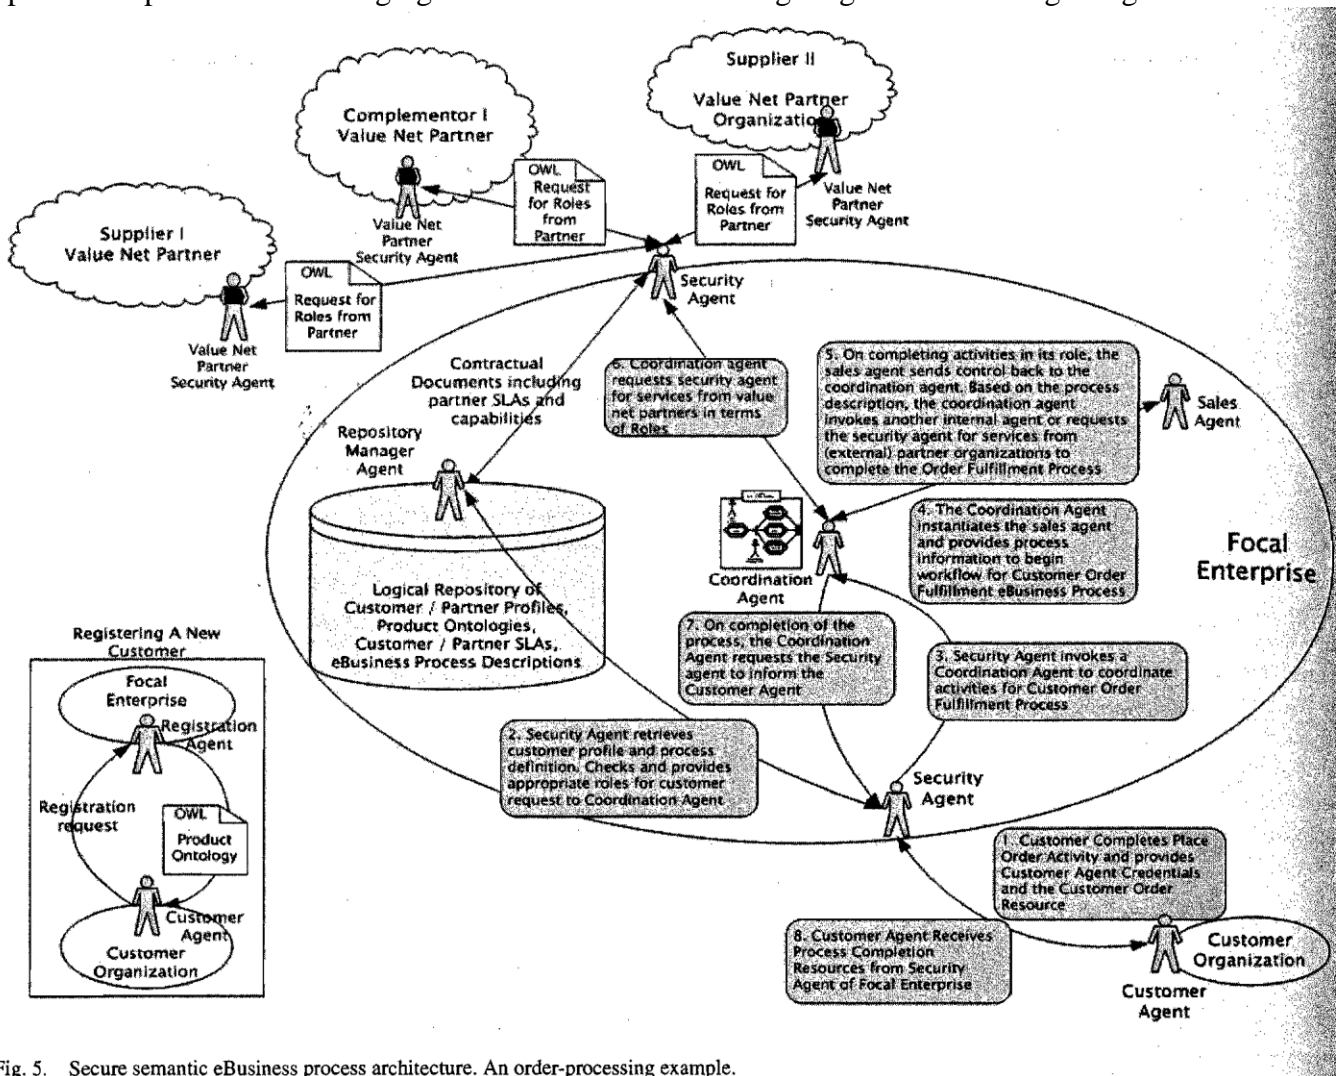 Supplier II
Value Net Partner
Organization
Complementor I
Value Net Partner
Supplier I
Value Net Partner
OWL
Request for
Roles from
Partner
Value Net
Partner
Security Agent
OWL
Request
for Roles
from
Partner
Value Net
Partner
Security Agent
OWL
Request for
Roles from
Partner
Value Net
Partner
Security Agent
Security
Agent
Contractual
Documents including
partner SLAs and
capabilities
6. Coordination agent
requests security agent
for services from value
net partners in terms
of Roles
5. On completing activities in its role, the
sales agent sends control back to the
coordination agent. Based on the process
description, the coordination agent
invokes another internal agent or requests
the security agent for services from
(external) partner organizations to
complete the Order Fulfillment Process
Sales
Agent
Repository
Manager
Agent
4. The Coordination Agent
instantiates the sales agent
and provides process
information to begin
workflow for Customer Order
Fulfillment eBusiness Process
Focal
Enterprise
Coordination
Agent
Logical Repository of
Customer / Partner Profiles,
Product Ontologies,
Customer / Partner SLAs,
eBusiness Process Descriptions
7. On completion of the
process, the Coordination
Agent requests the Security
agent to inform the
Customer Agent
3. Security Agent invokes a
Coordination Agent to coordinate
activities for Customer Order
Fulfillment Process
Registering A New
Customer
Focal
Enterprise
Registration
Agent
Registration
request
OWL
Product
Ontology
Customer
Agent
Customer
Organization
2. Security Agent retrieves
customer profile and process
definition. Checks and provides
appropriate roles for customer
request to Coordination Agent
Security
Agent
1. Customer Completes Place
Order Activity and provides
Customer Agent Credentials
and the Customer Order
Resource
8. Customer Agent Receives
Process Completion
Resources from Security
Agent of Focal Enterprise
Customer
Organization
Customer
Agent
Fig. 5. Secure semantic eBusiness process architecture. An order-processing example.